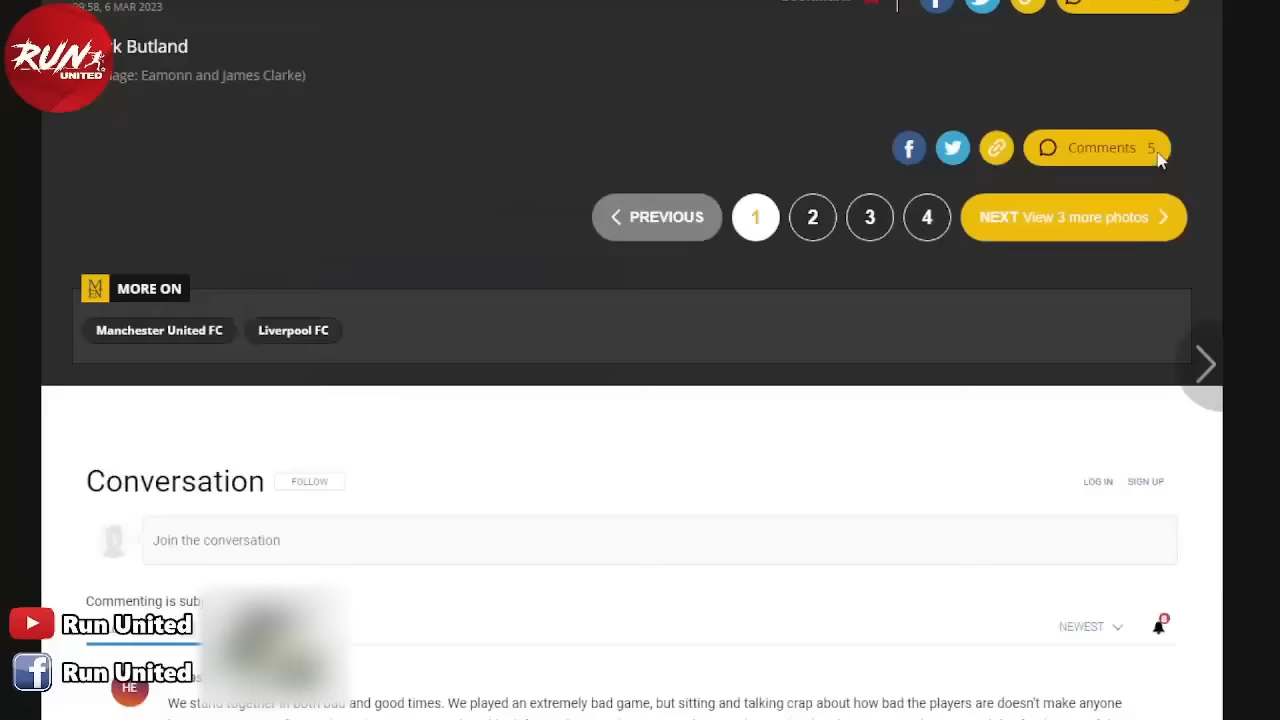 09:58, 6 MAR 2023
RUN
UNITED
k Butland
age: Eamonn and James Clarke)
Comments 5
PREVIOUS
1
2
3
4
NEXT View 3 more photos
M
EN
MORE ON
Manchester United FC
Liverpool FC
Conversation
FOLLOW
LOG IN
SIGN UP
Join the conversation
Commenting is sub
Run United
NEWEST
Run United
HE
We stand together in both bad and good times. We played an extremely bad game, but sitting and talking crap about how bad the players are doesn't make anyone